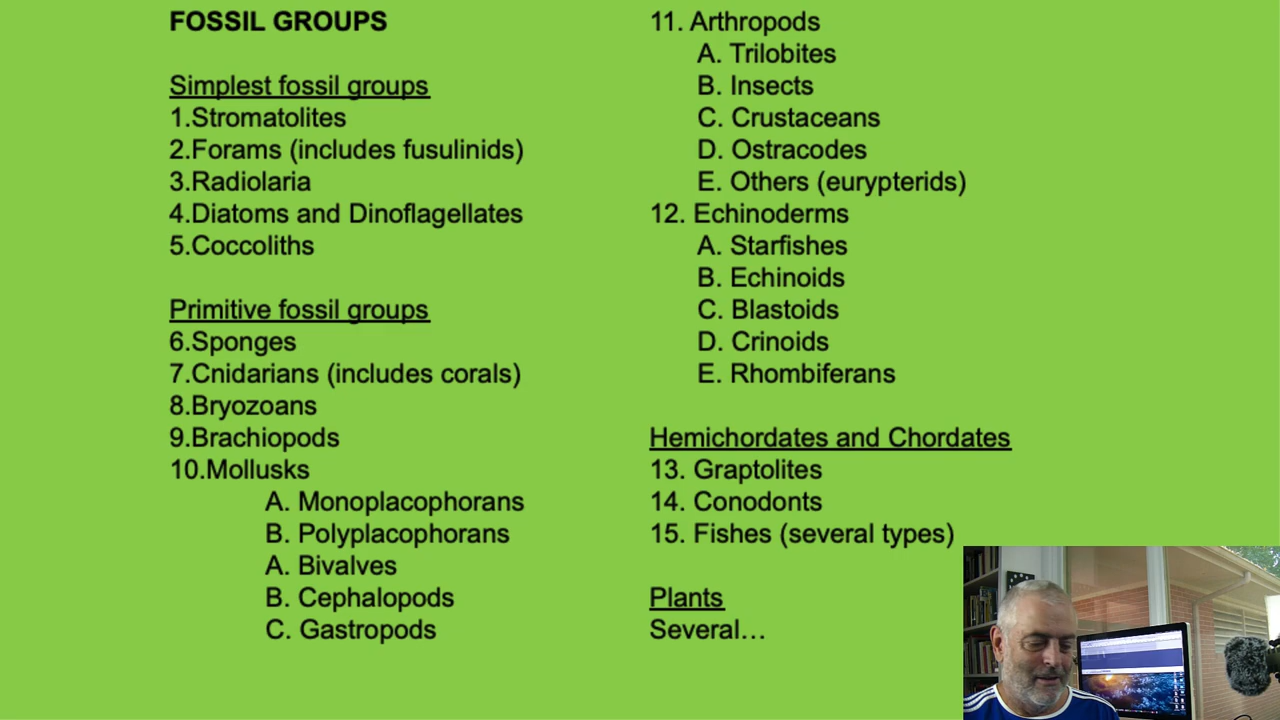 FOSSIL GROUPS
Simplest fossil groups
1.Stromatolites
2.Forams (includes fusulinids)
3.Radiolaria
4.Diatoms and Dinoflagellates
5.Coccoliths
Primitive fossil groups
6.Sponges
7.Cnidarians (includes corals)
8.Bryozoans
9.Brachiopods
10.Mollusks
A. Monoplacophorans
B. Polyplacophorans
A. Bivalves
B. Cephalopods
C. Gastropods
11. Arthropods
A. Trilobites
B. Insects
C. Crustaceans
D. Ostracodes
E. Others (eurypterids)
12. Echinoderms
A. Starfishes
B. Echinoids
C. Blastoids
D. Crinoids
E. Rhombiferans
Hemichordates and Chordates
13. Graptolites
14. Conodonts
15. Fishes (several types)
Plants
Several…